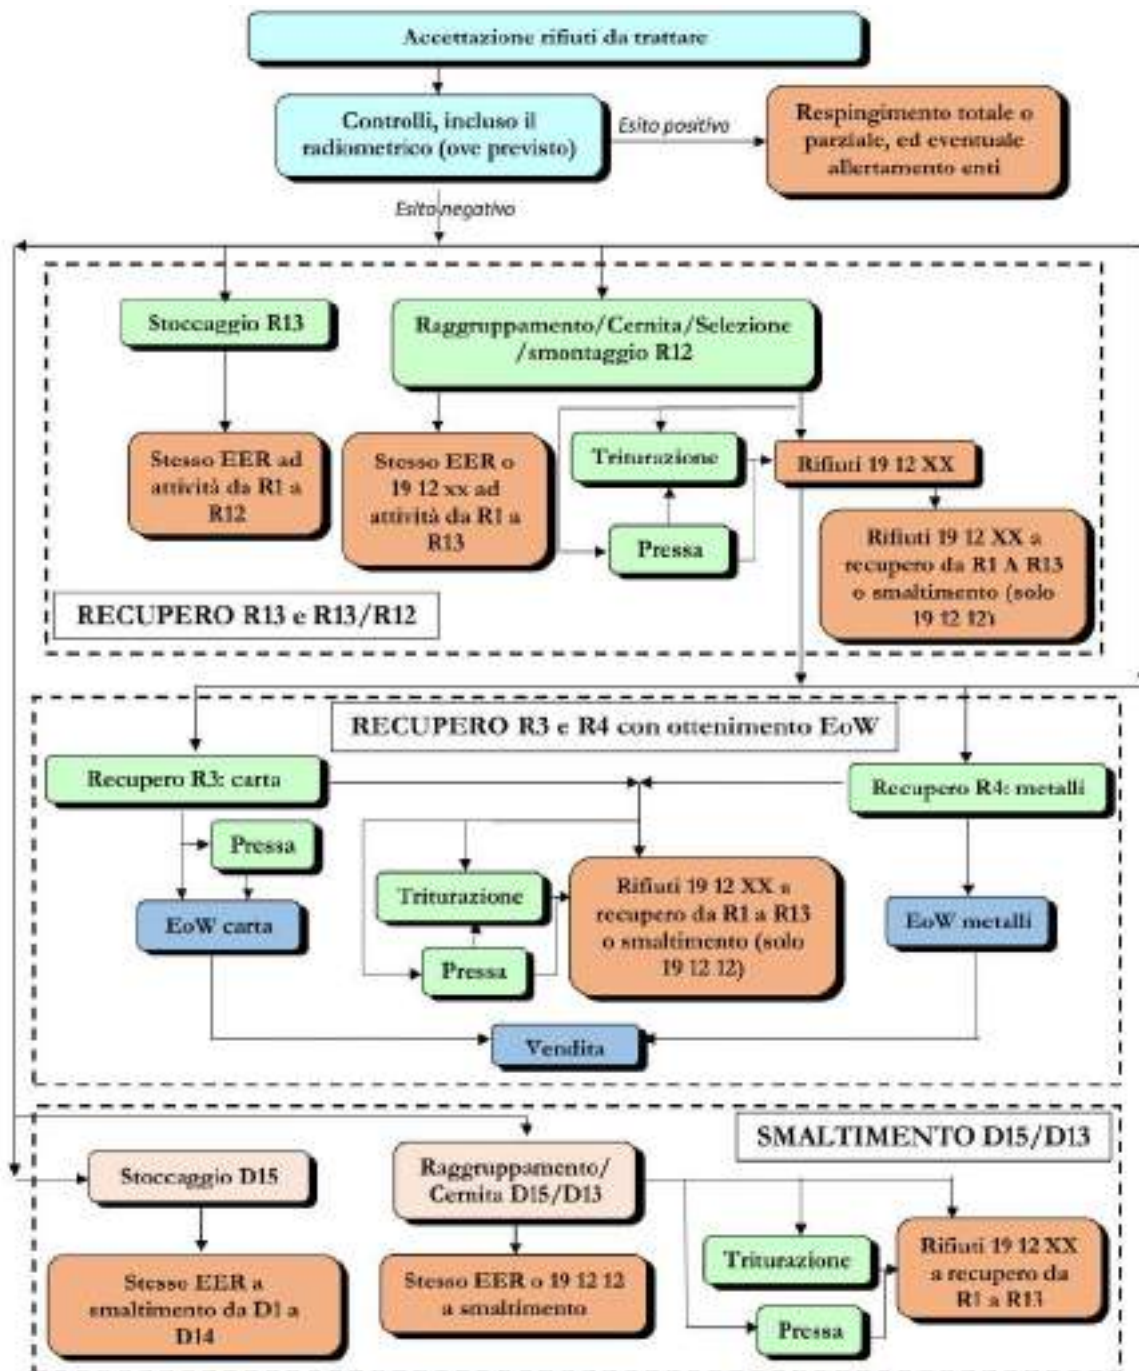 Accettazione rifiuti da trattare
Controlli, incluso il
radiometrico (ove previsto)
Esito positivo
Respingimento totale o
parziale, ed eventuale
allertamento enti
Esito negativo
Stoccaggio R13
Raggruppamento/Cernita/Selezione
/smontaggio R12
Stesso EER ad
attività da R1 a
R12
Stesso EER o
19 12 xx ad
attività da R1 a
R13
Triturazione
Pressa
Rifiuti 19 12 XX
Rifiuti 19 12 XX a
recupero da R1 A R13
o smaltimento (solo
19 12 12)
RECUPERO R13 e R13/R12
RECUPERO R3 e R4 con ottenimento EoW
Recupero R3: carta
Recupero R4: metalli
Pressa
EoW carta
Triturazione
Pressa
Rifiuti 19 12 XX a
recupero da R1 a R13
o smaltimento (solo
19 12 12)
EoW metalli
Vendita
SMALTIMENTO D15/D13
Stoccaggio D15
Raggruppamento/
Cernita D15/D13
Stesso EER a
smaltimento da D1 a
D14
Stesso EER o 19 12 12
a smaltimento
Triturazione
Pressa
Rifiuti 19 12 XX
a recupero da
R1 a R13